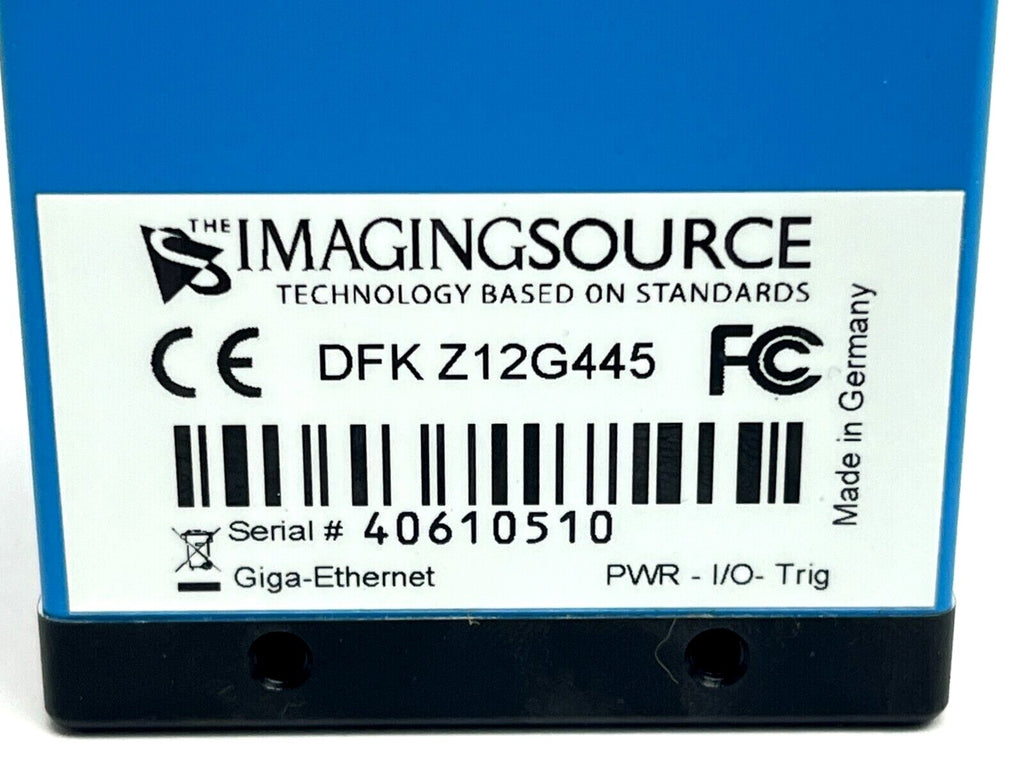 THE IMAGINGSOURCE
TECHNOLOGY BASED ON STANDARDS
CE DFK Z12G445 FC
Made in Germany
Serial # 40610510
Giga-Ethernet PWR - I/O- Trig